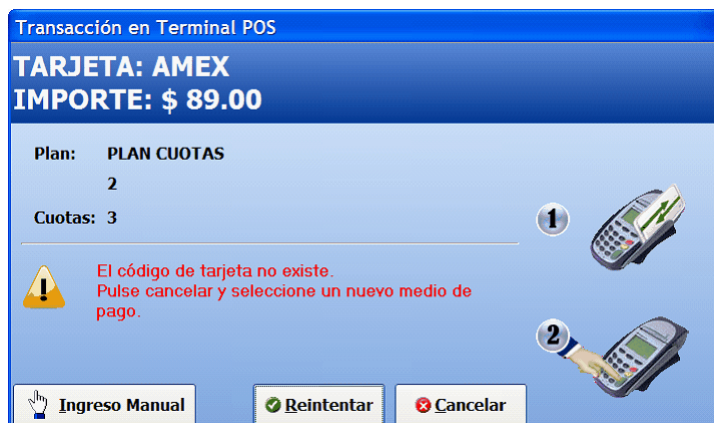 Transacción en Terminal POS
TARJETA: AMEX
IMPORTE: $ 89.00
Plan: PLAN CUOTAS
2
Cuotas: 3
1
El código de tarjeta no existe.
Pulse cancelar y seleccione un nuevo medio de
pago.
2
Ingreso Manual
Reintentar
Cancelar